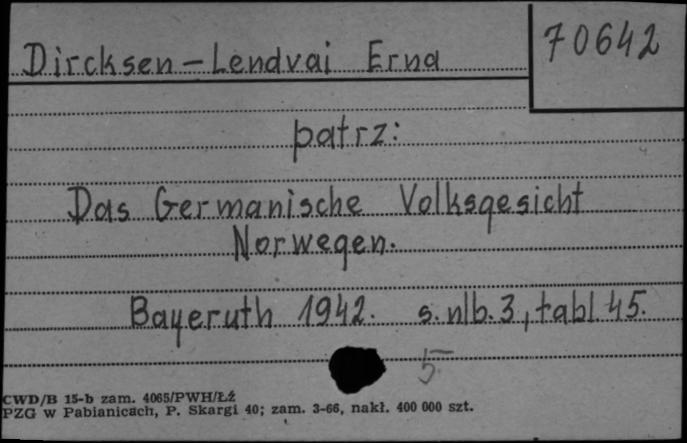 Dircksen-Lendvai Erna
70642
patrz:
Das Germanische Volksgesicht
Norwegen.
Bayeruth 1942. s. nlb. 3, tabl 45.
5
CWD/B 15-b zam. 4065/PWH/ŁŹ
PZG w Pabianicach, P. Skargi 40; zam. 3-66, nakł. 400 000 szt.